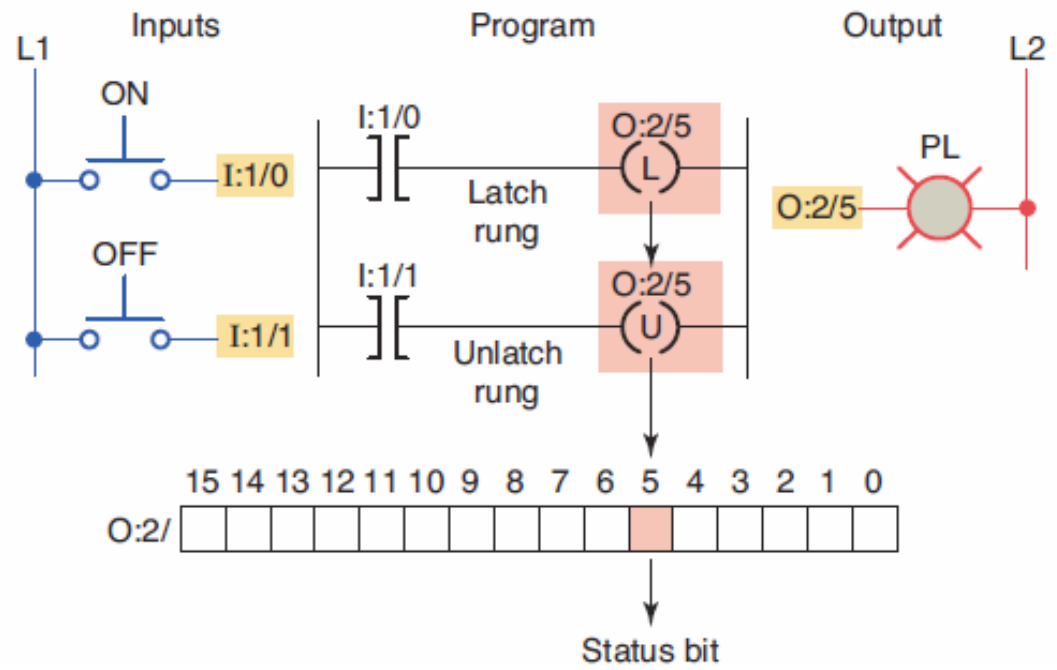 Inputs
Program
Output
L1
L2
ON
I:1/0
I:1/0
O:2/5
L
Latch
rung
PL
O:2/5
OFF
I:1/1
I:1/1
O:2/5
U
Unlatch
rung
15 14 13 12 11 10 9 8 7 6 5 4 3 2 1 0
O:2/
Status bit